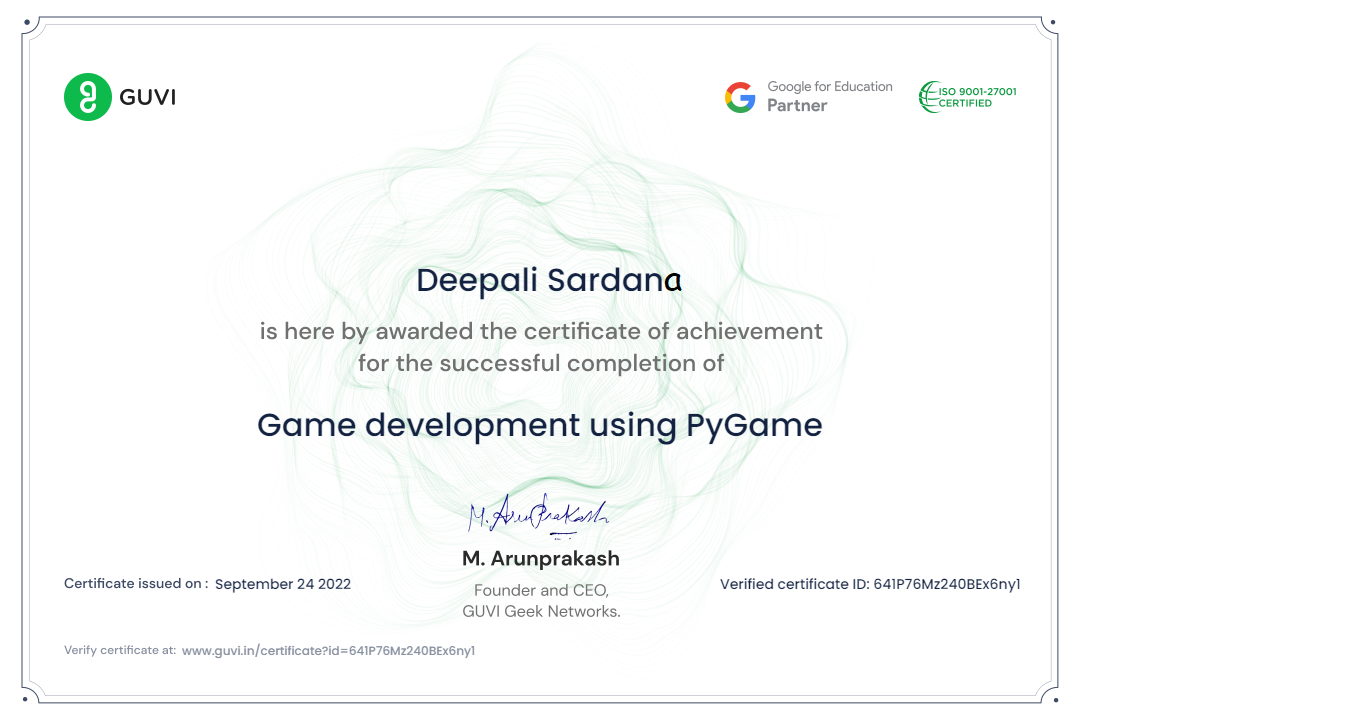 GUVI
Google for Education
Partner
ISO 9001-27001
CERTIFIED
Deepali Sardana
is here by awarded the certificate of achievement
for the successful completion of
Game development using PyGame
M. Arunprakash
M. Arunprakash
Founder and CEO,
GUVI Geek Networks.
Certificate issued on : September 24 2022
Verified certificate ID: 641P76Mz240BEx6ny1
Verify certificate at: www.guvi.in/certificate?id=641P76Mz240BEx6ny1